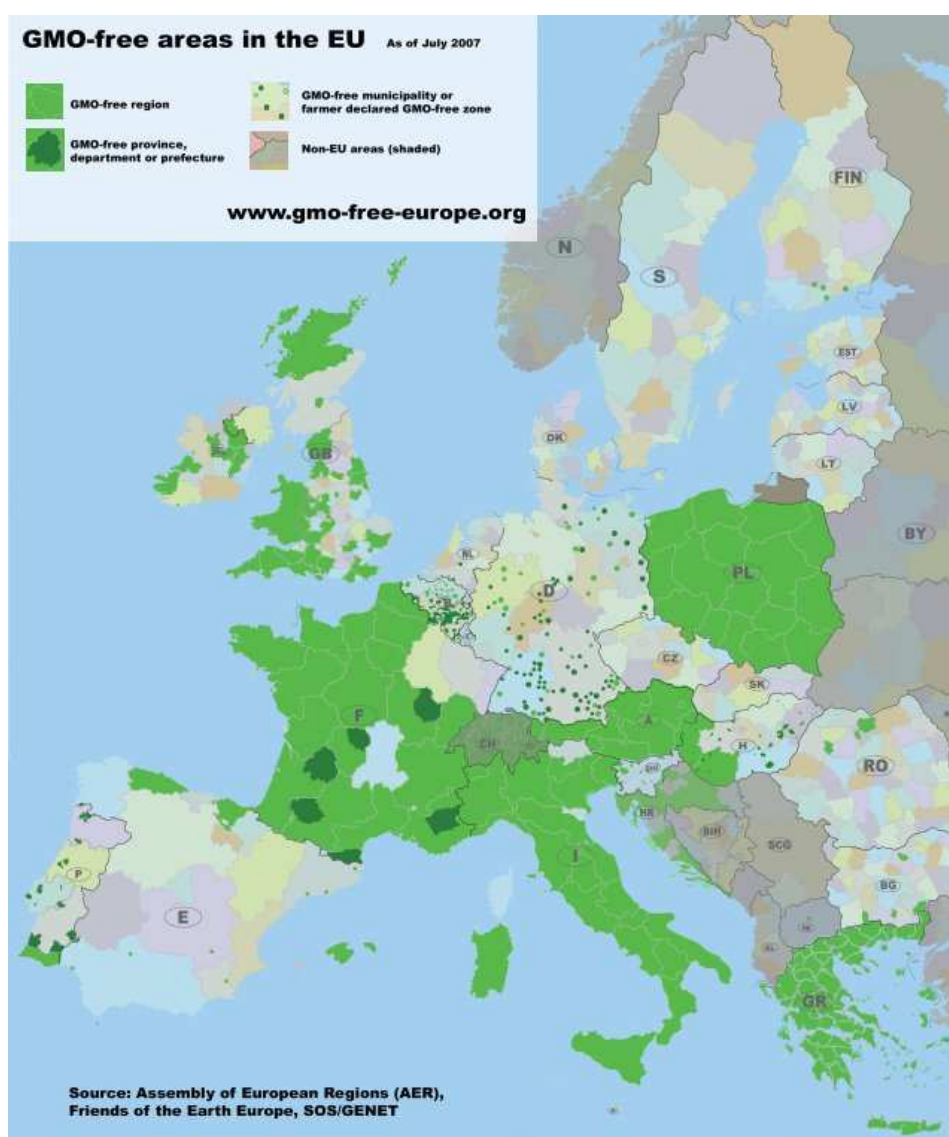 GMO-free areas in the EU As of July 2007
GMO-free region
GMO-free municipality or
farmer declared GMO-free zone
GMO-free province,
department or prefecture
Non-EU areas (shaded)
www.gmo-free-europe.org
FIN
N
S
EST
LV
DK
LT
GB
BY
NL
PL
D
B
CZ
SK
F
A
CH
H
RO
SLO
HR
BIH
SCG
I
P
E
BG
AL
GR
Source: Assembly of European Regions (AER),
Friends of the Earth Europe, SOS/GENET